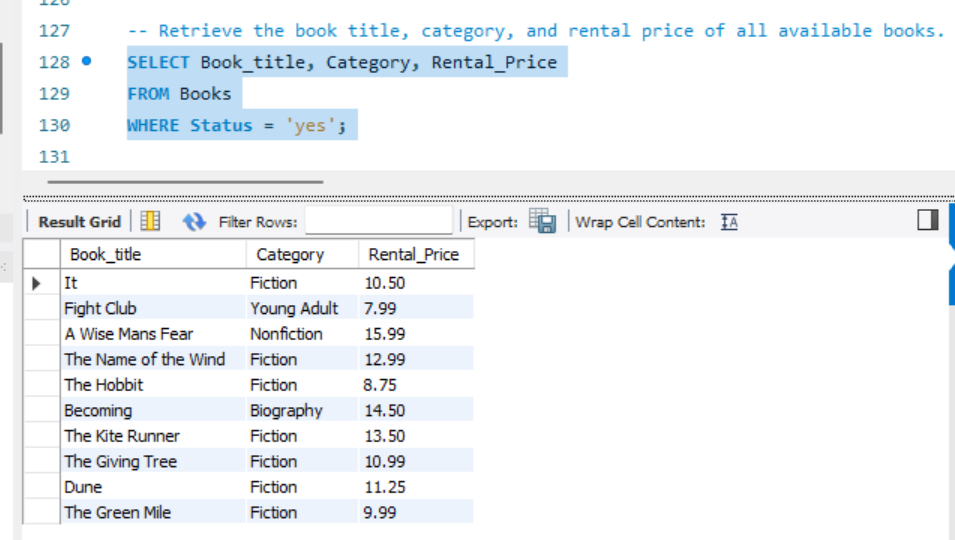 126
127 -- Retrieve the book title, category, and rental price of all available books.
128 SELECT Book_title, Category, Rental_Price
129 FROM Books
130 WHERE Status = 'yes';
131
Result Grid Filter Rows: Export: Wrap Cell Content: IA
Book_title Category Rental_Price
It Fiction 10.50
Fight Club Young Adult 7.99
A Wise Mans Fear Nonfiction 15.99
The Name of the Wind Fiction 12.99
The Hobbit Fiction 8.75
Becoming Biography 14.50
The Kite Runner Fiction 13.50
The Giving Tree Fiction 10.99
Dune Fiction 11.25
The Green Mile Fiction 9.99